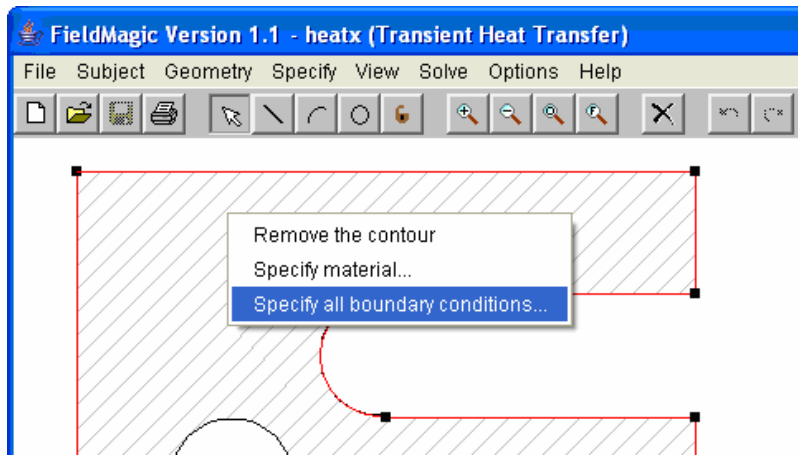 FieldMagic Version 1.1 - heatx (Transient Heat Transfer)
File Subject Geometry Specify View Solve Options Help
Remove the contour
Specify material...
Specify all boundary conditions...